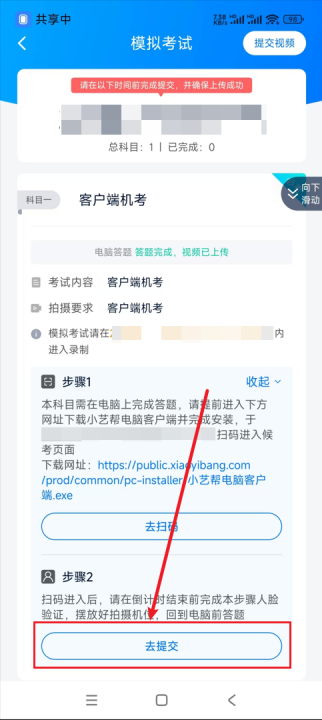 共享中
7.58 KB/s
98
模拟考试
提交视频
请在以下时间前完成提交，并确保上传成功
总科目：1 | 已完成：0
科目一
客户端机考
向下
滑动
电脑答题 答题完成、视频已上传
考试内容 客户端机考
拍摄要求 客户端机考
模拟考试请在
内
进入录制
步骤1
收起
本科目需在电脑上完成答题，请提前进入下方
网址下载小艺帮电脑客户端并完成安装，于
扫码进入候
考页面
下载网址：https://public.xiaoyibang.com
/prod/common/pc-installer/小艺帮电脑客户
端.exe
去扫码
步骤2
扫码进入后，请在倒计时结束前完成本步骤人脸
验证，摆放好拍摄机位，回到电脑前答题
去提交